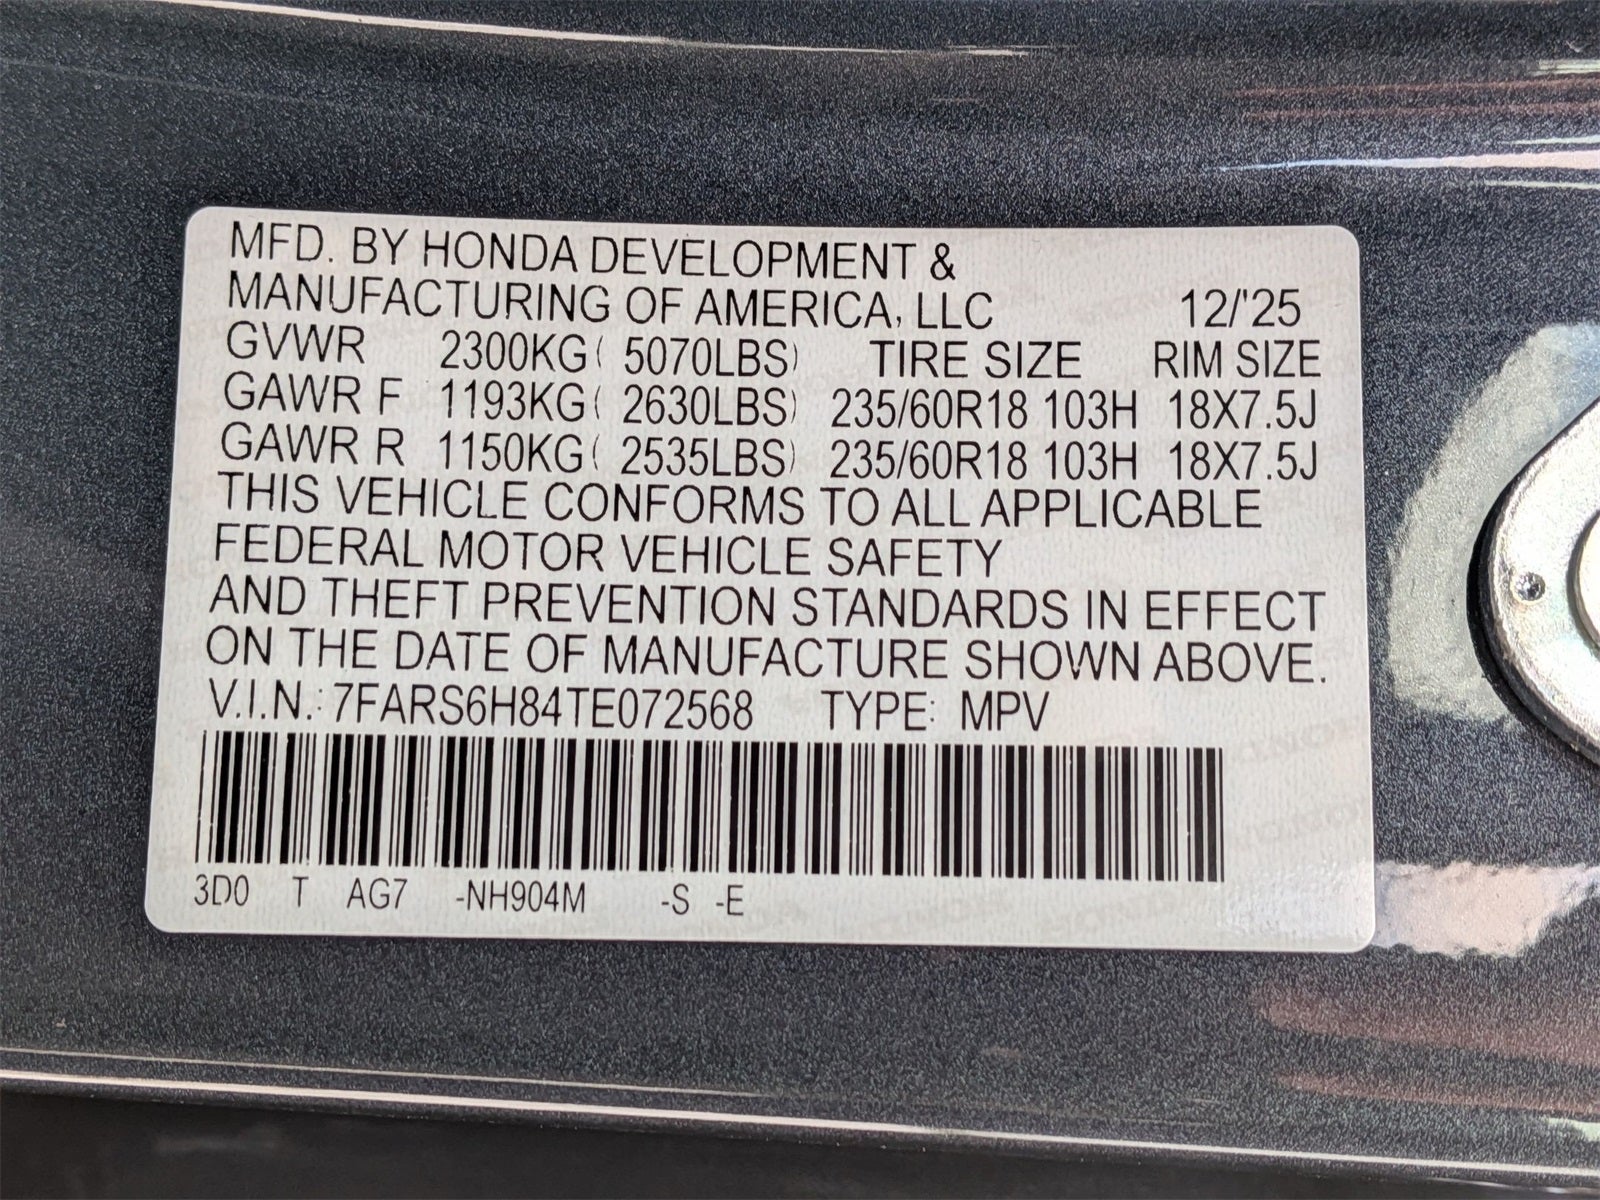 MFD. BY HONDA DEVELOPMENT &
MANUFACTURING OF AMERICA, LLC 12/'25
GVWR 2300KG ( 5070LBS) TIRE SIZE RIM SIZE
GAWR F 1193KG ( 2630LBS) 235/60R18 103H 18X7.5J
GAWR R 1150KG ( 2535LBS) 235/60R18 103H 18X7.5J
THIS VEHICLE CONFORMS TO ALL APPLICABLE
FEDERAL MOTOR VEHICLE SAFETY
AND THEFT PREVENTION STANDARDS IN EFFECT
ON THE DATE OF MANUFACTURE SHOWN ABOVE.
V.I.N.: 7FARS6H84TE072568 TYPE: MPV
3D0 T AG7 -NH904M -S -E